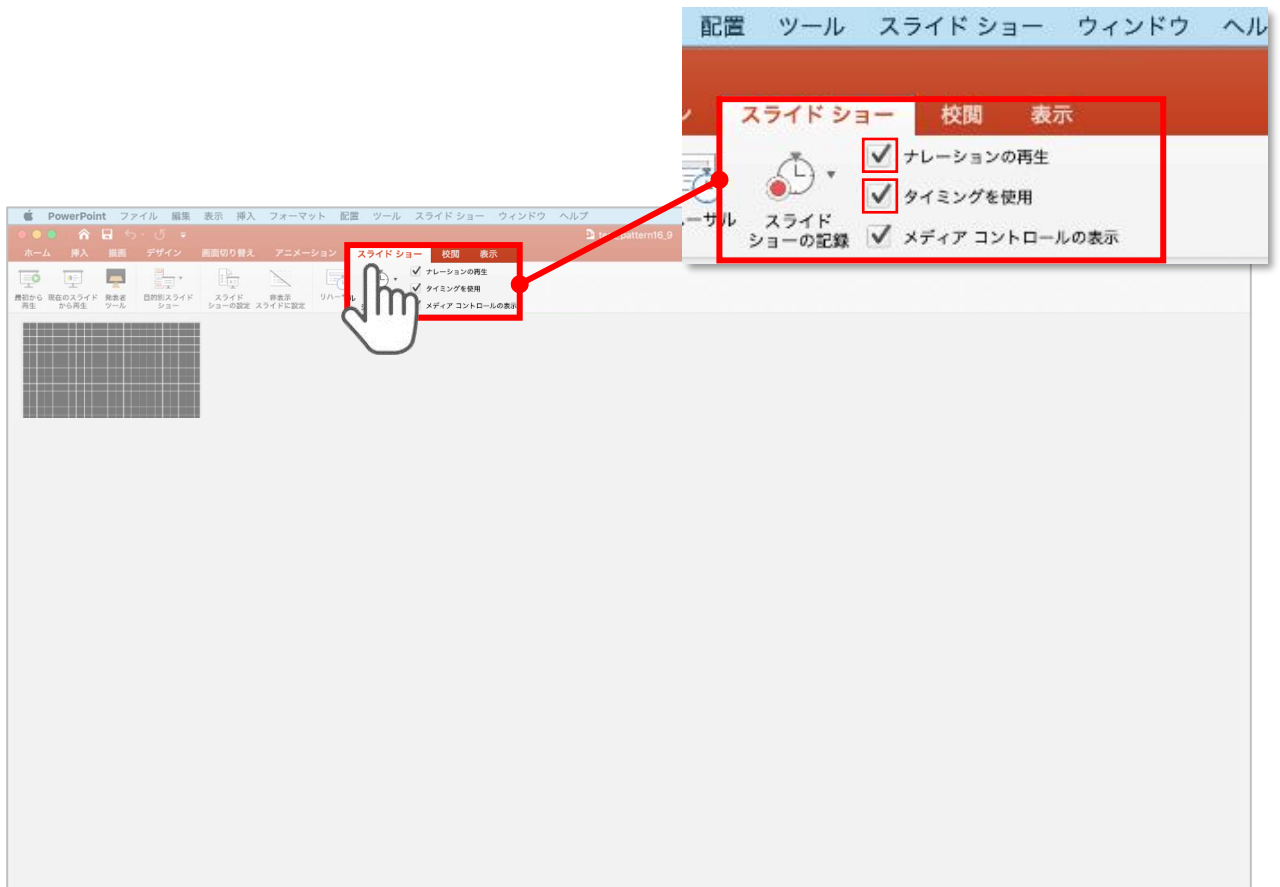 配置 ツール スライド ショー ウィンドウ ヘル
スライド ショー 校閲 表示
ナレーションの再生
タイミングを使用
メディア コントロールの表示
ーサル
スライド
ショーの記録
PowerPoint ファイル 編集 表示 挿入 フォーマット 配置 ツール スライド ショー ウィンドウ ヘルプ
ホーム 挿入 描画 デザイン 画面切り替え アニメーション スライド ショー 校閲 表示
最初から
再生
現在のスライド
から再生
発表者
ツール
目的別スライド
ショー
スライド
ショーの設定
非表示
スライドに設定
ナレーションの再生
タイミングを使用
メディア コントロールの表示